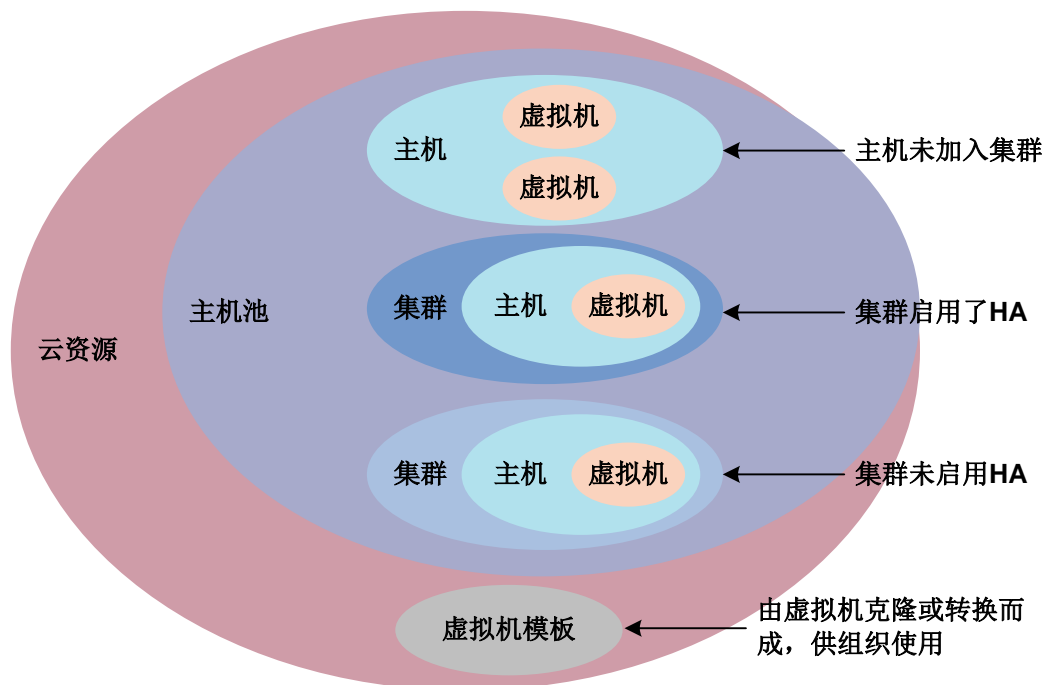 虚拟机
主机
主机未加入集群
虚拟机
集群
主机
虚拟机
集群启用了HA
主机池
云资源
集群
主机
虚拟机
集群未启用HA
虚拟机模板
由虚拟机克隆或转换而
成，供组织使用